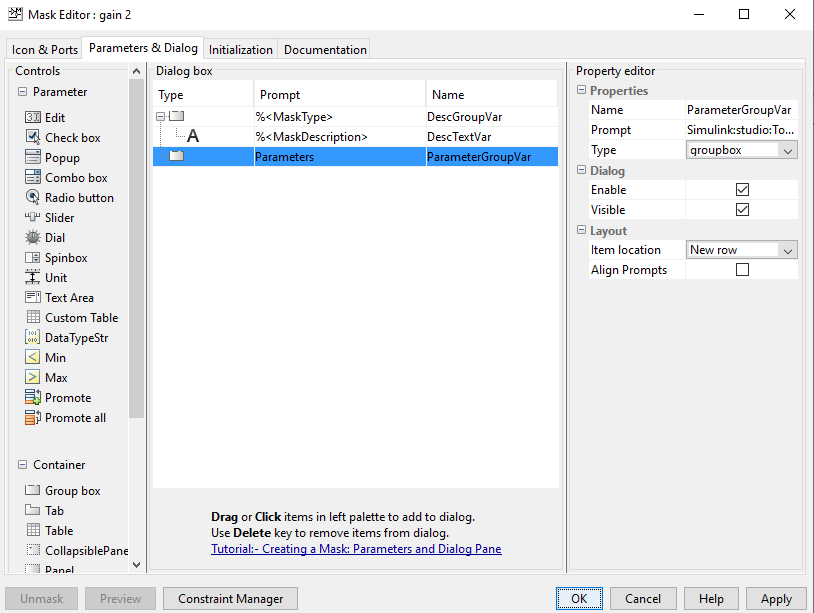 Mask Editor : gain 2
Icon & Ports
Parameters & Dialog
Initialization
Documentation
Controls
Parameter
Edit
Check box
Popup
Combo box
Radio button
Slider
Dial
Spinbox
Unit
Text Area
Custom Table
DataTypeStr
Min
Max
Promote
Promote all
Container
Group box
Tab
Table
CollapsiblePane
Panel
Dialog box
Type Prompt Name
%<MaskType> DescGroupVar
A %<MaskDescription> DescTextVar
Parameters ParameterGroupVar
Drag or Click items in left palette to add to dialog.
Use Delete key to remove items from dialog.
Tutorial:- Creating a Mask: Parameters and Dialog Pane
Property editor
Properties
Name ParameterGroupVar
Prompt Simulink:studio:To...
Type groupbox
Dialog
Enable
Visible
Layout
Item location New row
Align Prompts
Unmask
Preview
Constraint Manager
OK
Cancel
Help
Apply